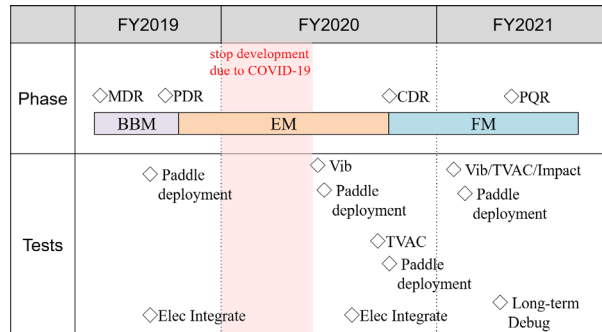 FY2019 FY2020 FY2021
stop development
due to COVID-19
Phase
MDR PDR CDR PQR
BBM EM FM
Tests
Paddle
deployment
Vib
Paddle
deployment
TVAC
Paddle
deployment
Vib/TVAC/Impact
Paddle
deployment
Elec Integrate
Elec Integrate
Long-term
Debug